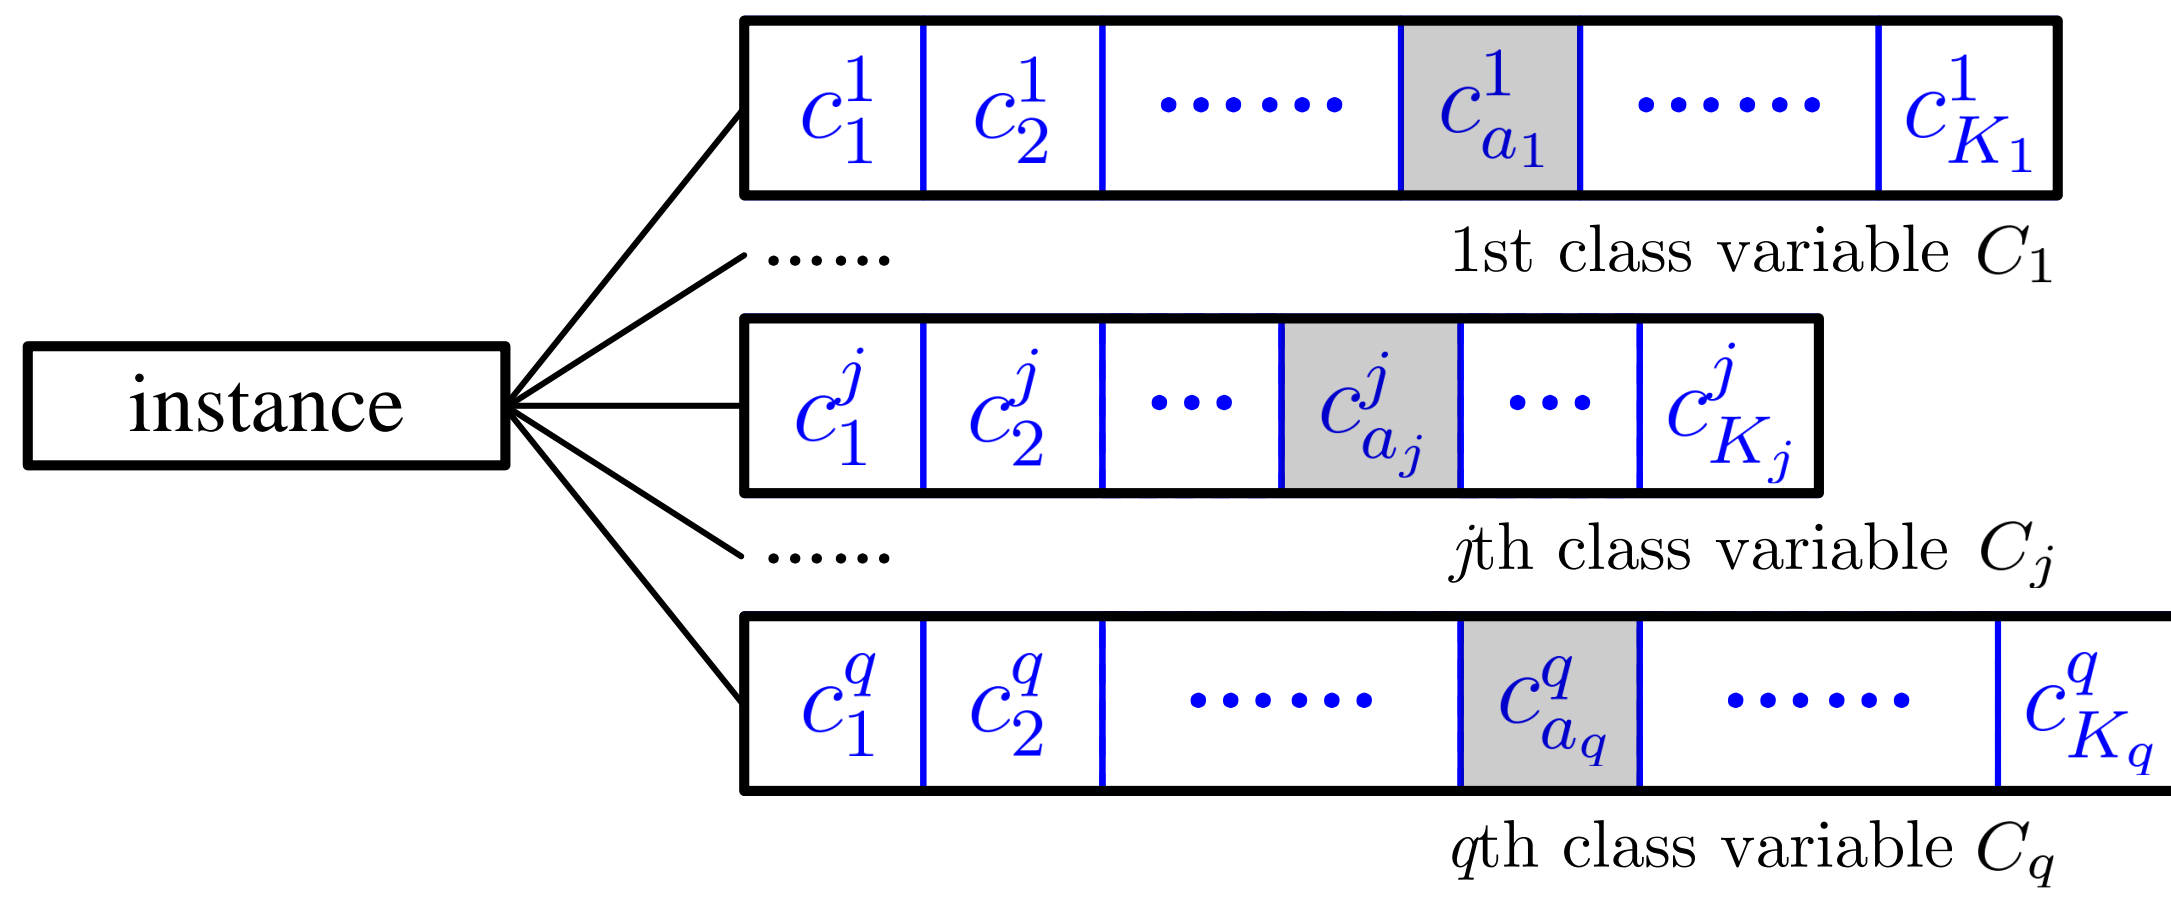 c_1^1 c_2^1 ······ c_{a_1}^1 ······ c_{K_1}^1
1st class variable C_1
······
instance
c_1^j c_2^j ··· c_{a_j}^j ··· c_{K_j}^j
jth class variable C_j
······
c_1^q c_2^q ······ c_{a_q}^q ······ c_{K_q}^q
qth class variable C_q